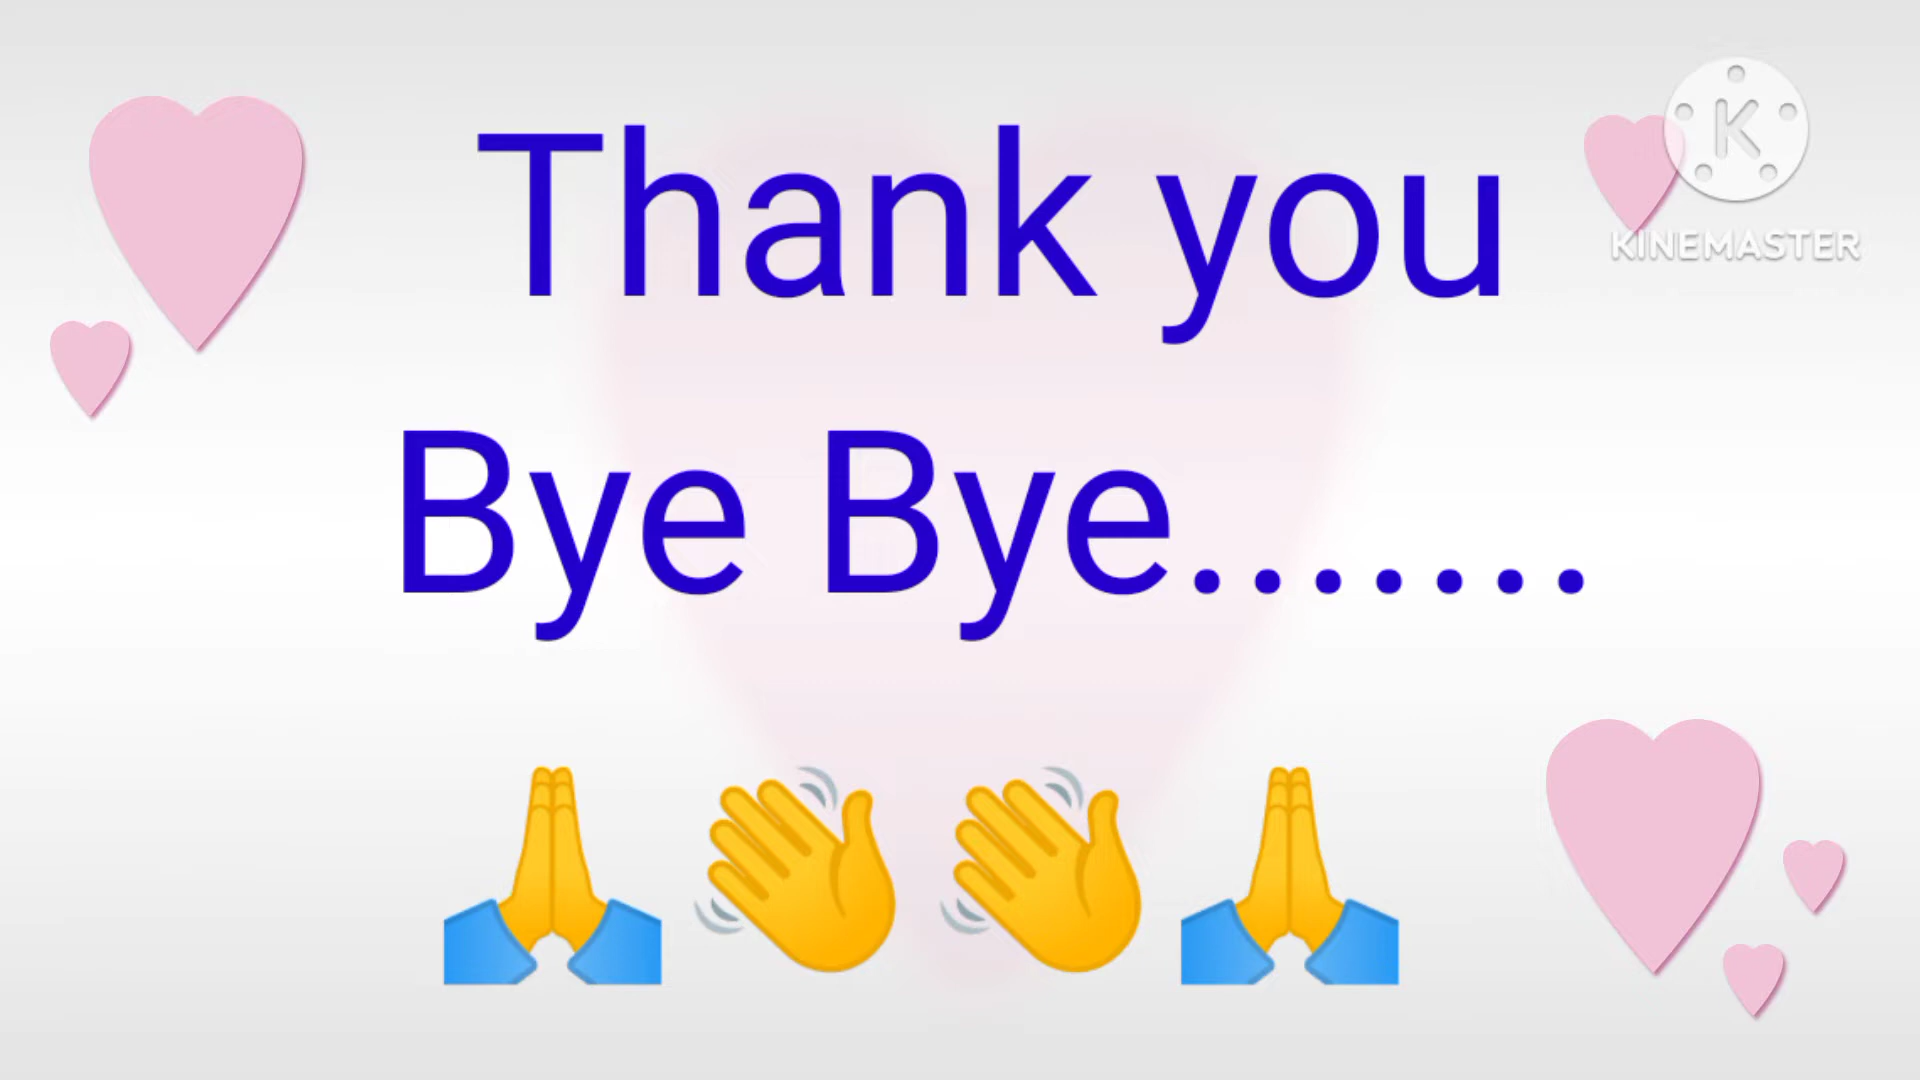 Thank you
Bye Bye.......
🙏👋👋🙏
K
KINEMASTER